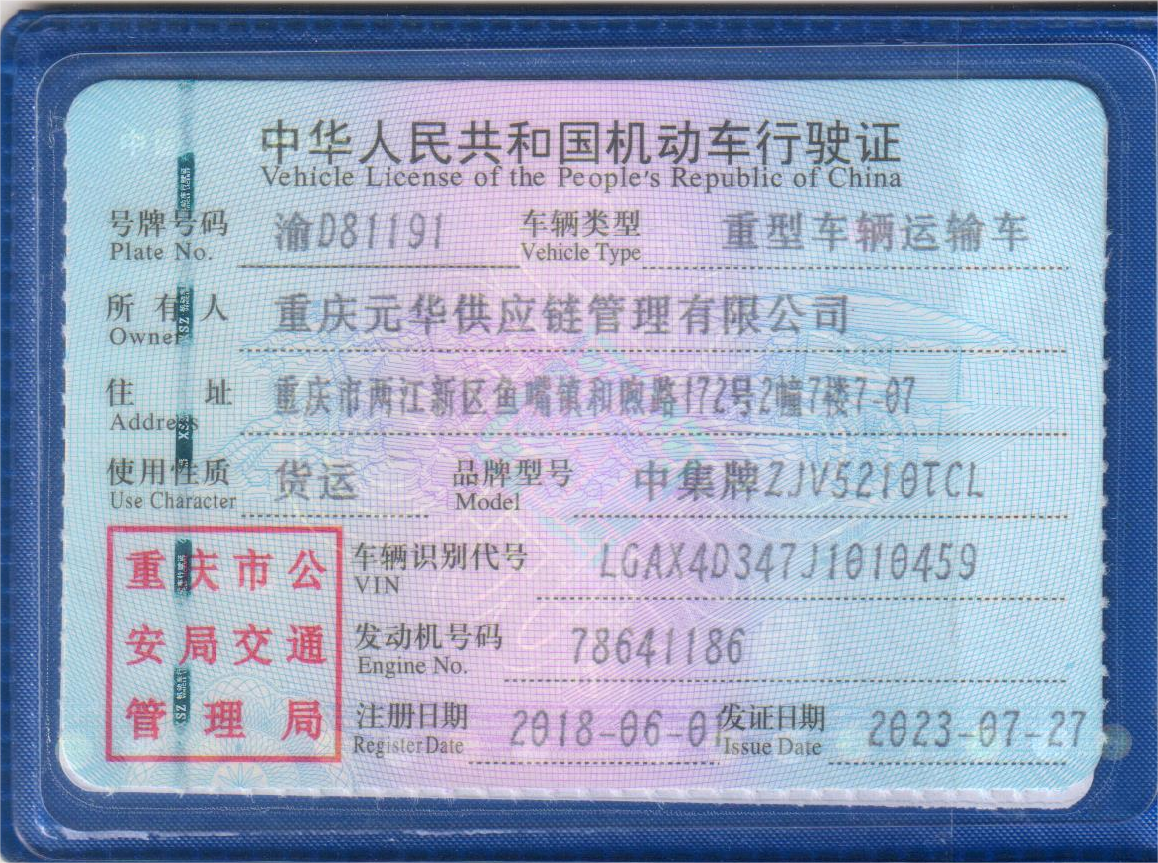 中华人民共和国机动车行驶证
Vehicle License of the People's Republic of China
号牌号码 渝D81191 车辆类型 重型车辆运输车
Plate No. Vehicle Type
所有人 重庆元华供应链管理有限公司
Owner
住址 重庆市两江新区鱼嘴镇和煦路172号2幢7楼7-07
Address
使用性质 货运 品牌型号 中集牌ZJV5210TCL
Use Character Model
重庆市公
安局交通
管理局
车辆识别代号 LGAX4D347J1010459
VIN
发动机号码 78641186
Engine No.
注册日期 2018-06-01 发证日期 2023-07-27
Register Date Issue Date